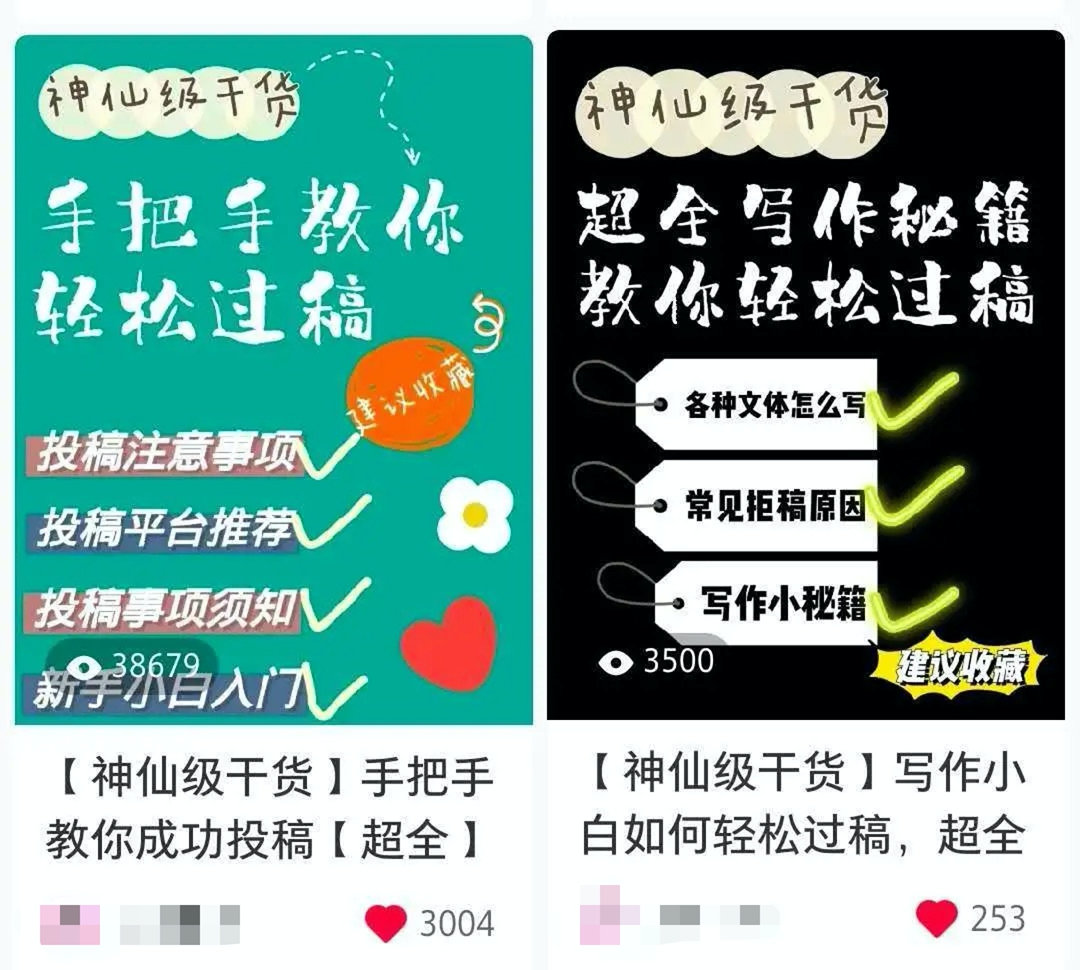 神仙级干货
手把手教你
轻松过稿
建议收藏
投稿注意事项
投稿平台推荐
投稿事项须知
38679
新手小白入门
【神仙级干货】手把手
教你成功投稿【超全】
3004
神仙级干货
超全写作秘籍
教你轻松过稿
各种文体怎么写
常见拒稿原因
写作小秘籍
3500
建议收藏
【神仙级干货】写作小
白如何轻松过稿，超全
253